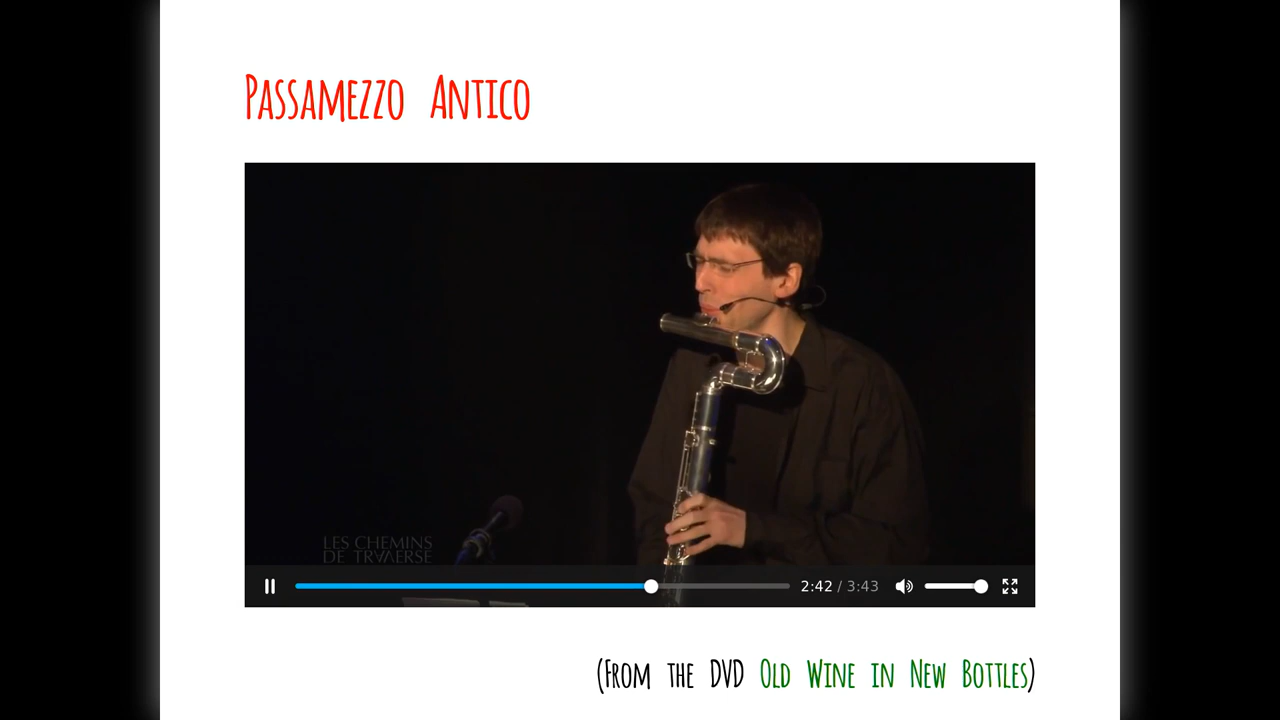 Passamezzo Antico
LES CHEMINS
DE TRAVERSE
2:42 / 3:43
(From the DVD Old Wine in New Bottles)